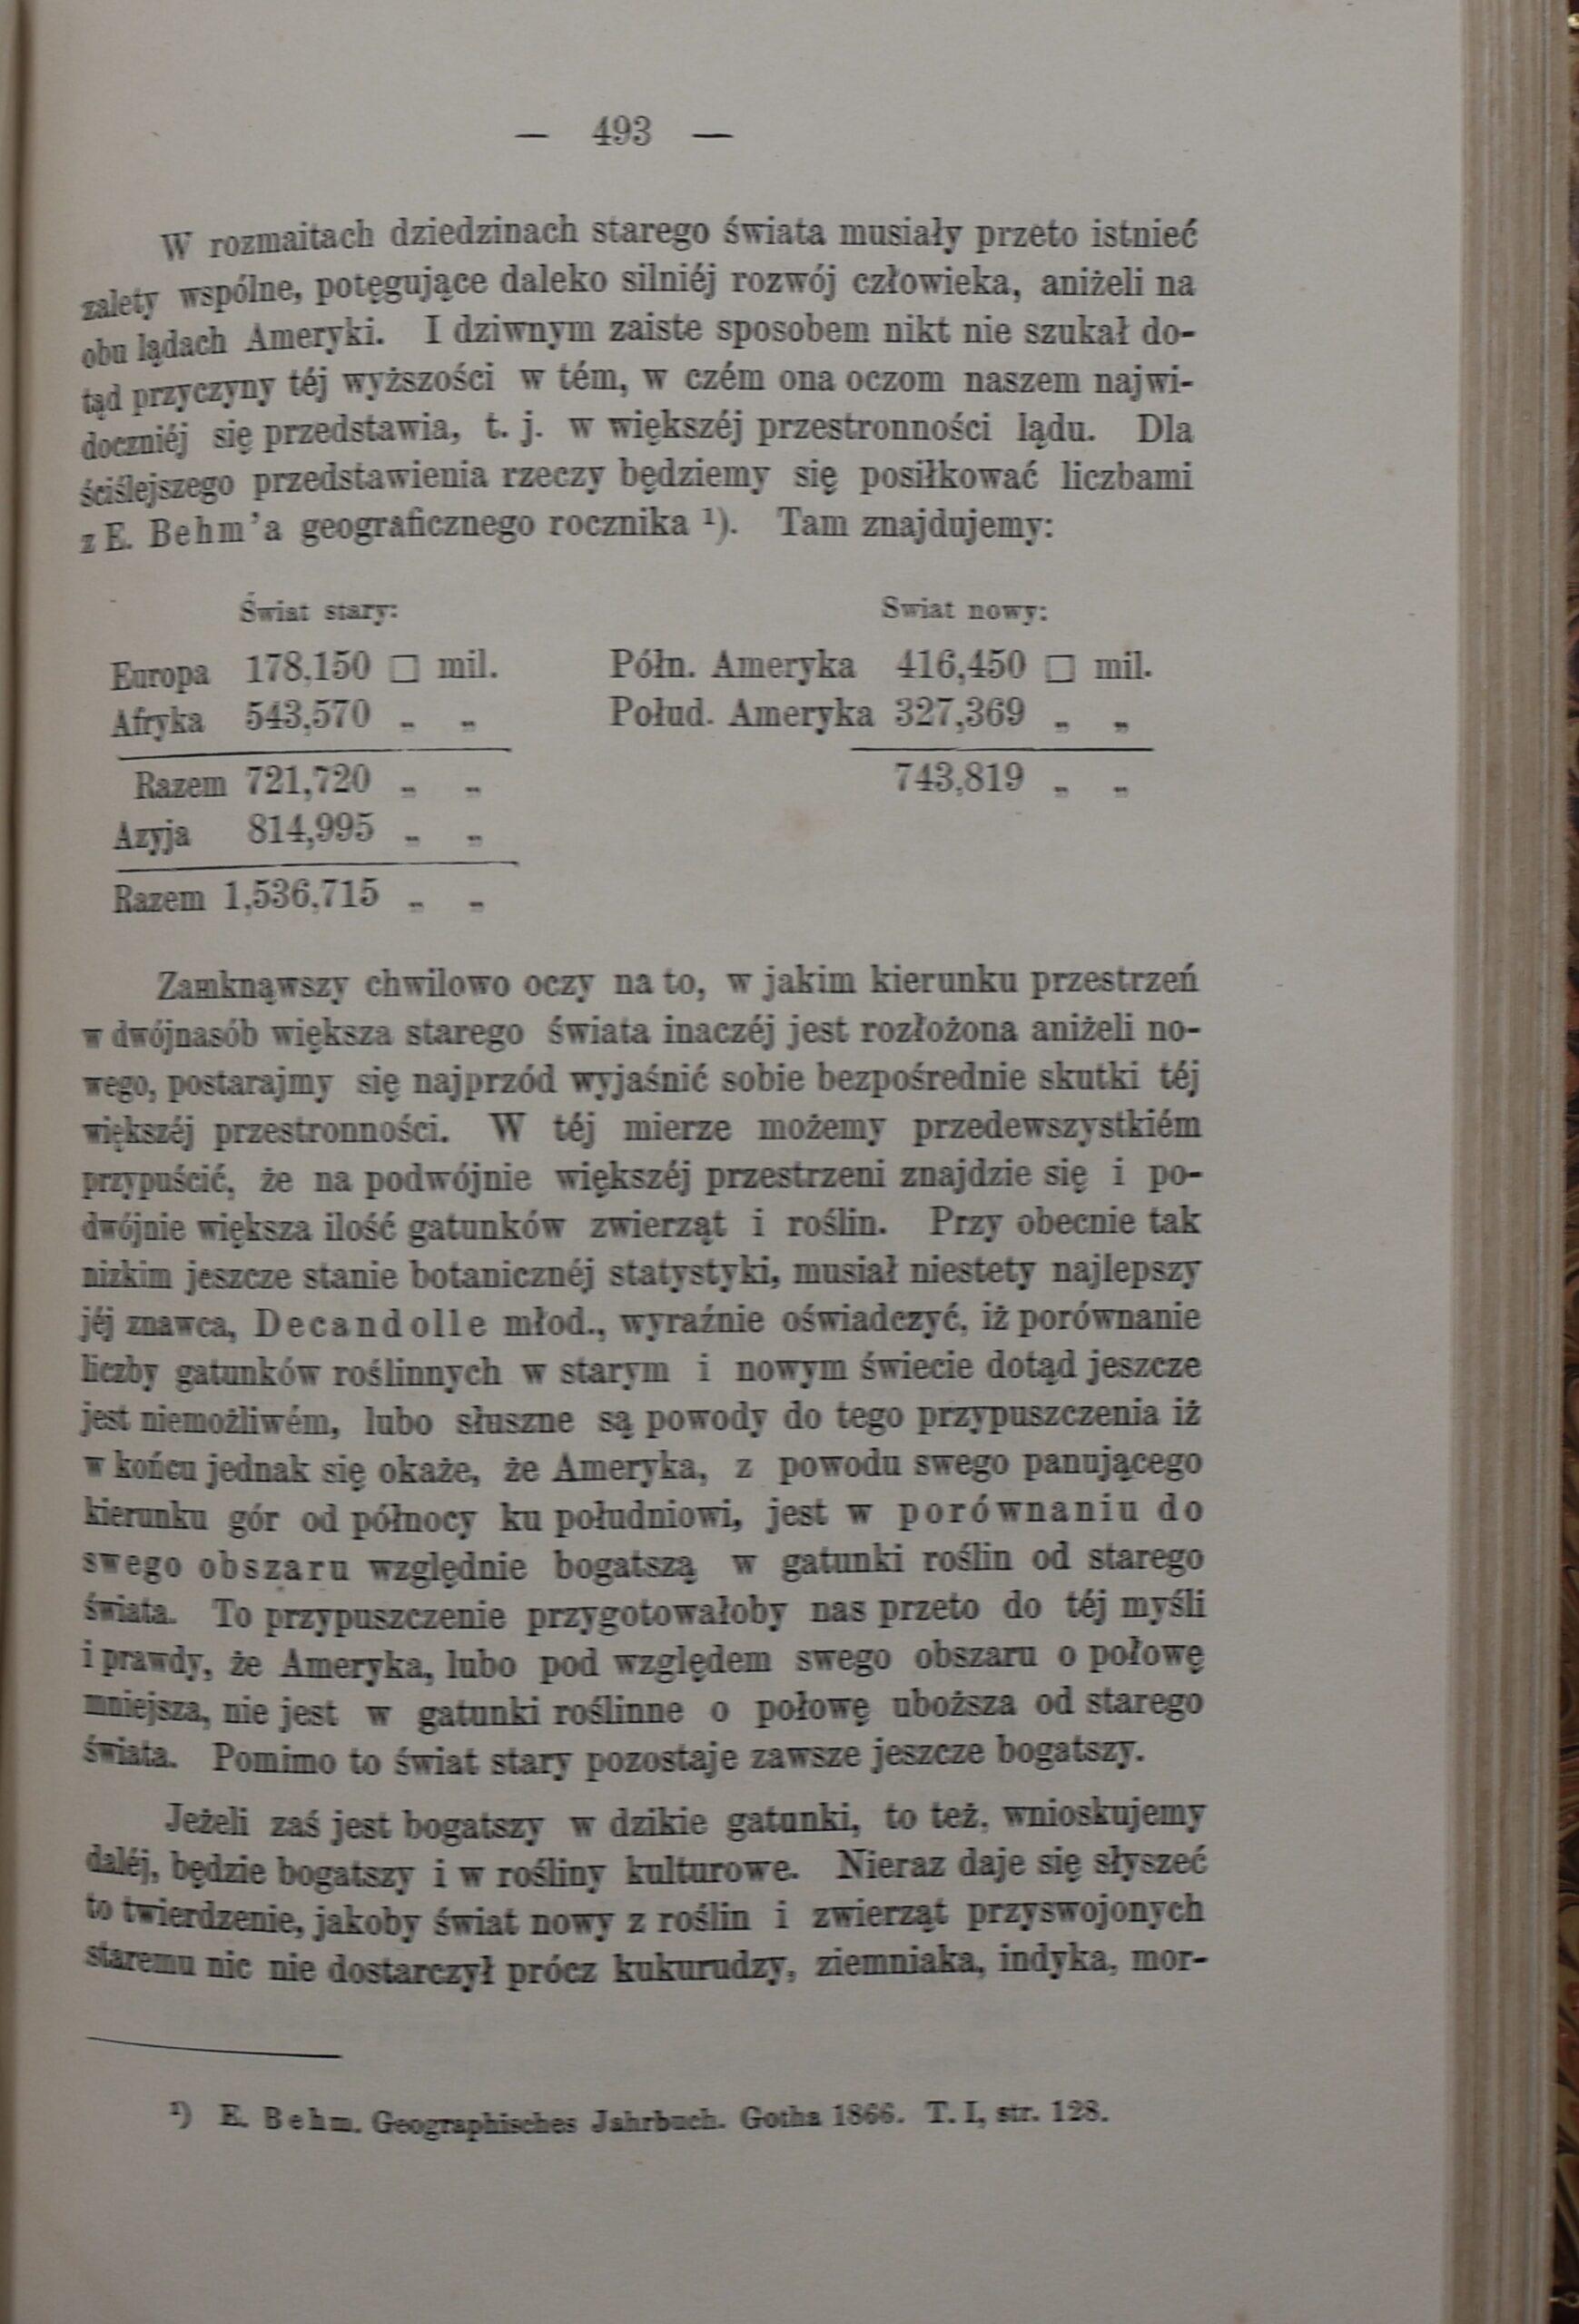 — 493 —
W rozmaitach dziedzinach starego świata musiały przeto istnieć
zalety wspólne, potęgujące daleko silniéj rozwój człowieka, aniżeli na
obu lądach Ameryki. I dziwnym zaiste sposobem nikt nie szukał do-
tąd przyczyny téj wyższości w tém, w czém ona oczom naszem najwi-
doczniéj się przedstawia, t. j. w większéj przestronności lądu. Dla
ściślejszego przedstawienia rzeczy będziemy się posiłkować liczbami
z E. Behm'a geograficznego rocznika ¹). Tam znajdujemy:
Świat stary: Swiat nowy:
Europa 178,150 □ mil. Półn. Ameryka 416,450 □ mil.
Afryka 543,570 „ „ Połud. Ameryka 327,369 „ „
Razem 721,720 „ „ 743,819 „ „
Azyja 814,995 „ „
Razem 1,536,715 „ „
Zamknąwszy chwilowo oczy na to, w jakim kierunku przestrzeń
w dwójnasób większa starego świata inaczéj jest rozłożona aniżeli no-
wego, postarajmy się najprzód wyjaśnić sobie bezpośrednie skutki téj
większéj przestronności. W téj mierze możemy przedewszystkiém
przypuścić, że na podwójnie większéj przestrzeni znajdzie się i po-
dwójnie większa ilość gatunków zwierząt i roślin. Przy obecnie tak
nizkim jeszcze stanie botanicznéj statystyki, musiał niestety najlepszy
jéj znawca, Decandolle młod., wyraźnie oświadczyć, iż porównanie
liczby gatunków roślinnych w starym i nowym świecie dotąd jeszcze
jest niemożliwém, lubo słuszne są powody do tego przypuszczenia iż
w końcu jednak się okaże, że Ameryka, z powodu swego panującego
kierunku gór od północy ku południowi, jest w porównaniu do
swego obszaru względnie bogatszą w gatunki roślin od starego
świata. To przypuszczenie przygotowałoby nas przeto do téj myśli
i prawdy, że Ameryka, lubo pod względem swego obszaru o połowę
mniejsza, nie jest w gatunki roślinne o połowę uboższa od starego
świata. Pomimo to świat stary pozostaje zawsze jeszcze bogatszy.
Jeżeli zaś jest bogatszy w dzikie gatunki, to też, wnioskujemy
daléj, będzie bogatszy i w rośliny kulturowe. Nieraz daje się słyszeć
to twierdzenie, jakoby świat nowy z roślin i zwierząt przyswojonych
staremu nic nie dostarczył prócz kukurudzy, ziemniaka, indyka, mor-
¹) E. Behm. Geographisches Jahrbuch. Gotha 1866. T. I, str. 128.